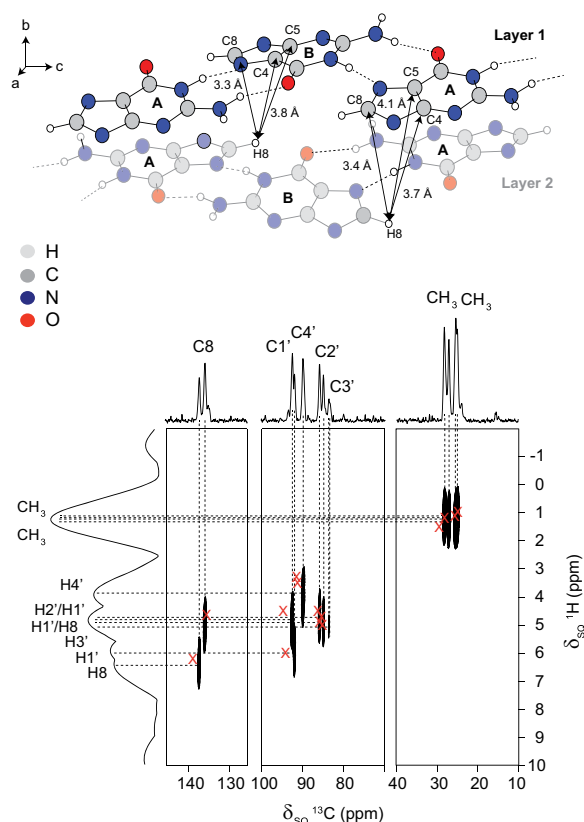 b
c
a
C8
C5
C4
B
Layer 1
3.3 Å
3.8 Å
A
H8
C8
4.1 Å
C5
C4
A
3.4 Å
3.7 Å
A
B
A
Layer 2
H8
H
C
N
O
C8
C1’
C4’
C2’
C3’
CH₃ CH₃
CH₃
CH₃
H4’
H2’/H1’
H1’/H8
H3’
H1’
H8
-1
0
1
2
3
4
5
6
7
8
9
10
δSQ ¹H (ppm)
140 130 100 90 80 40 30 20 10
δSQ ¹³C (ppm)